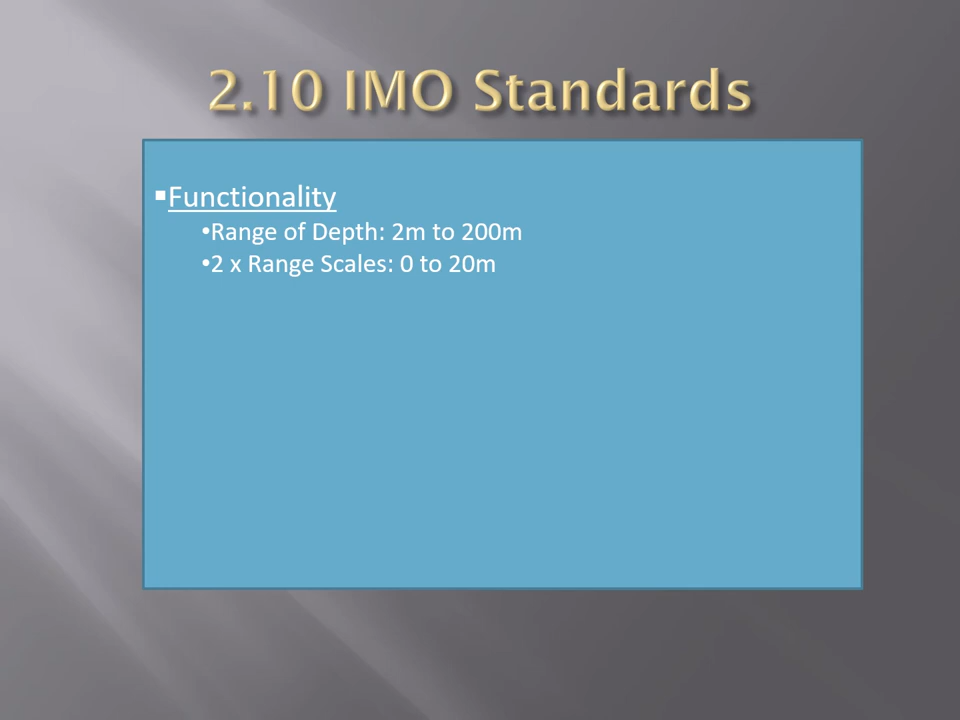 2.10 IMO Standards
▪Functionality
•Range of Depth: 2m to 200m
•2 x Range Scales: 0 to 20m